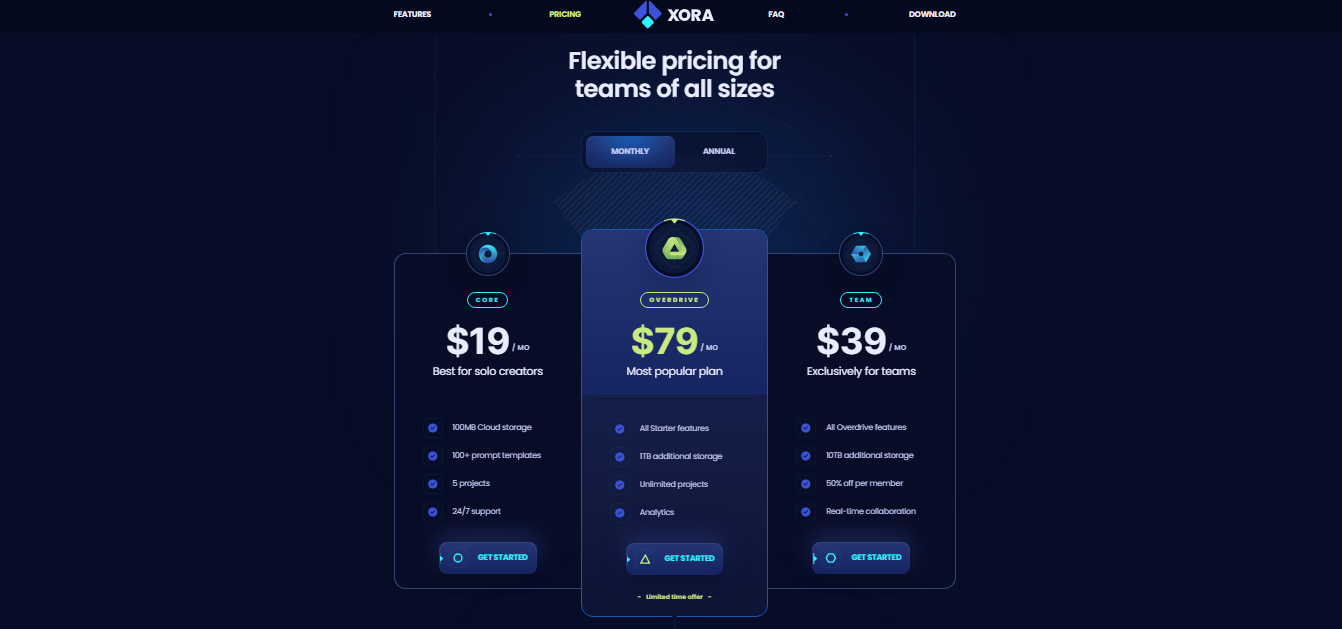 FEATURES
PRICING
XORA
FAQ
DOWNLOAD
Flexible pricing for
teams of all sizes
MONTHLY
ANNUAL
CORE
$19 / MO
Best for solo creators
100MB Cloud storage
100+ prompt templates
5 projects
24/7 support
GET STARTED
OVERDRIVE
$79 / MO
Most popular plan
All Starter features
1TB additional storage
Unlimited projects
Analytics
GET STARTED
- Limited time offer -
TEAM
$39 / MO
Exclusively for teams
All Overdrive features
10TB additional storage
50% off per member
Real-time collaboration
GET STARTED